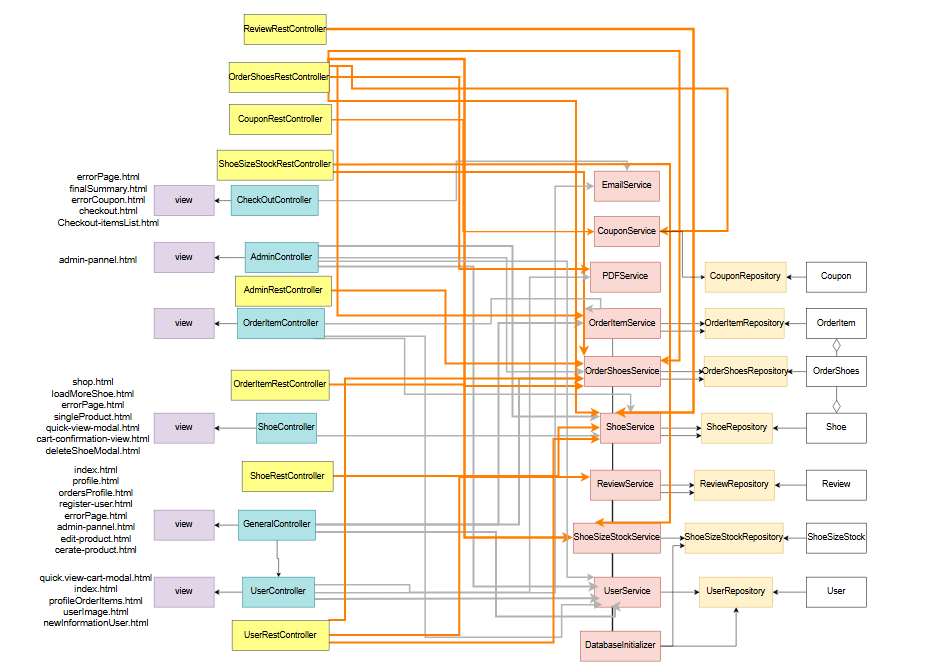 ReviewRestController
OrderShoesRestController
CouponRestController
ShoeSizeStockRestController
errorPage.html
finalSummary.html
errorCoupon.html
checkout.html
Checkout-itemsList.html
view
CheckOutController
EmailService
CouponService
admin-pannel.html
view
AdminController
PDFService
CouponRepository
Coupon
AdminRestController
view
OrderItemController
OrderItemService
OrderItemRepository
OrderItem
OrderShoesService
OrderShoesRepository
OrderShoes
OrderItemRestController
shop.html
loadMoreShoe.html
errorPage.html
singleProduct.html
quick-view-modal.html
cart-confirmation-view.html
deleteShoeModal.html
view
ShoeController
ShoeService
ShoeRepository
Shoe
ShoeRestController
ReviewService
ReviewRepository
Review
index.html
profile.html
ordersProfile.html
register-user.html
errorPage.html
admin-pannel.html
edit-product.html
cerate-product.html
view
GeneralController
ShoeSizeStockService
ShoeSizeStockRepository
ShoeSizeStock
quick.view-cart-modal.html
index.html
profileOrderItems.html
userImage.html
newInformationUser.html
view
UserController
UserService
UserRepository
User
UserRestController
DatabaseInitializer